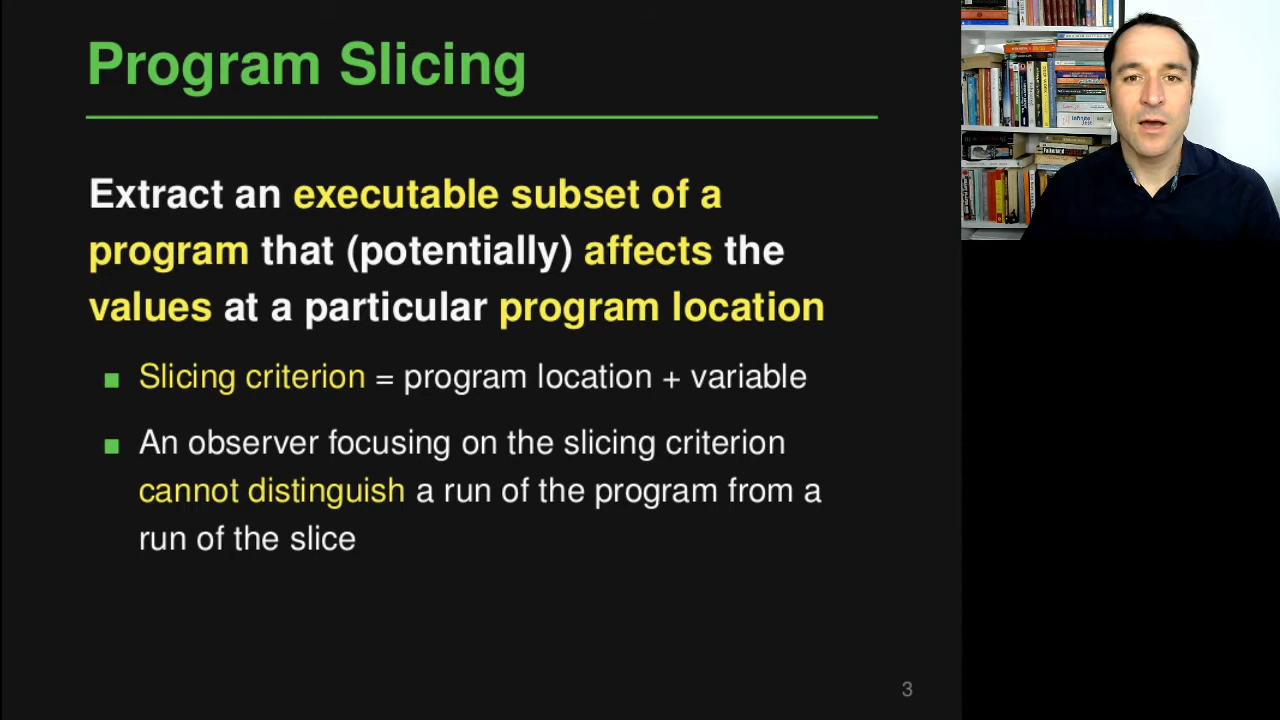 Program Slicing
Extract an executable subset of a
program that (potentially) affects the
values at a particular program location
Slicing criterion = program location + variable
An observer focusing on the slicing criterion
cannot distinguish a run of the program from a
run of the slice
3
Infinite
Jest